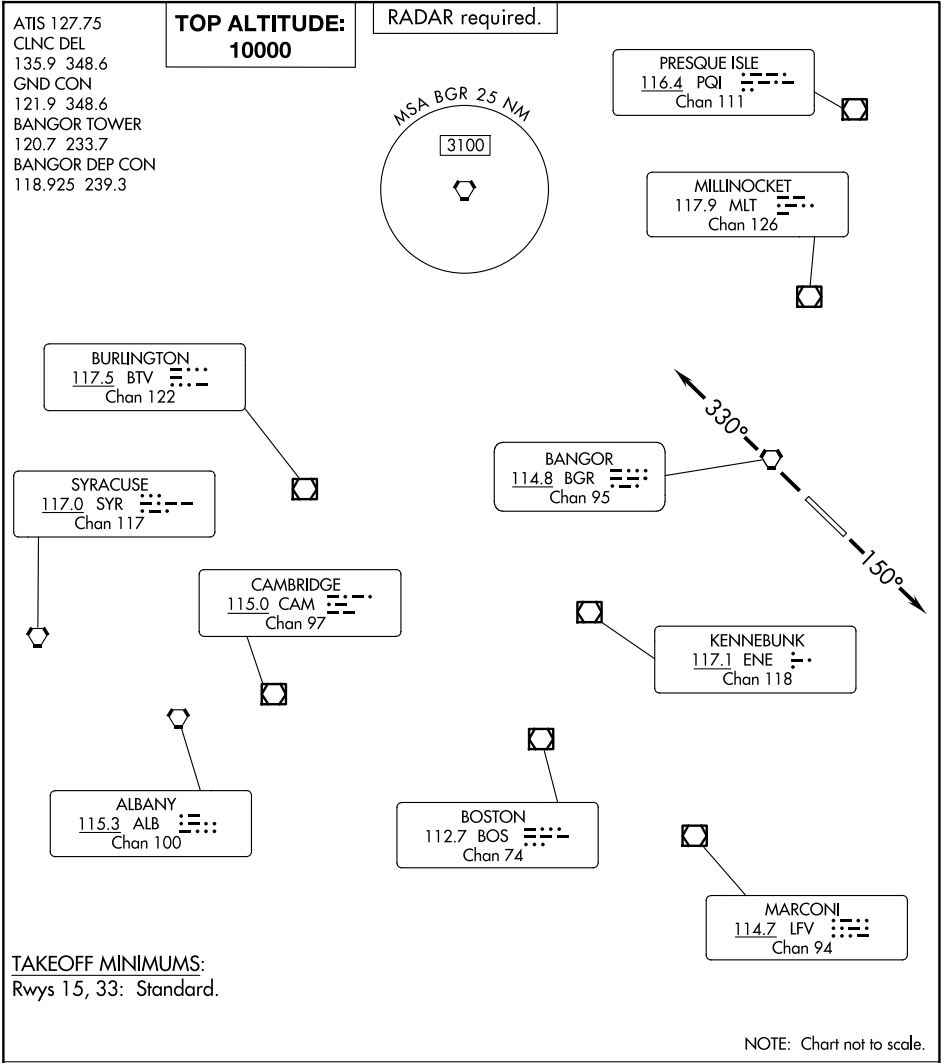 ATIS 127.75
CLNC DEL
135.9 348.6
GND CON
121.9 348.6
BANGOR TOWER
120.7 233.7
BANGOR DEP CON
118.925 239.3
TOP ALTITUDE:
10000
RADAR required.
MSA BGR 25 NM
3100
PRESQUE ISLE
116.4 PQI
Chan 111
MILLINOCKET
117.9 MLT
Chan 126
BURLINGTON
117.5 BTV
Chan 122
330°
BANGOR
114.8 BGR
Chan 95
SYRACUSE
117.0 SYR
Chan 117
150°
CAMBRIDGE
115.0 CAM
Chan 97
KENNEBUNK
117.1 ENE
Chan 118
ALBANY
115.3 ALB
Chan 100
BOSTON
112.7 BOS
Chan 74
MARCONI
114.7 LFV
Chan 94
TAKEOFF MINIMUMS:
Rwys 15, 33: Standard.
NOTE: Chart not to scale.